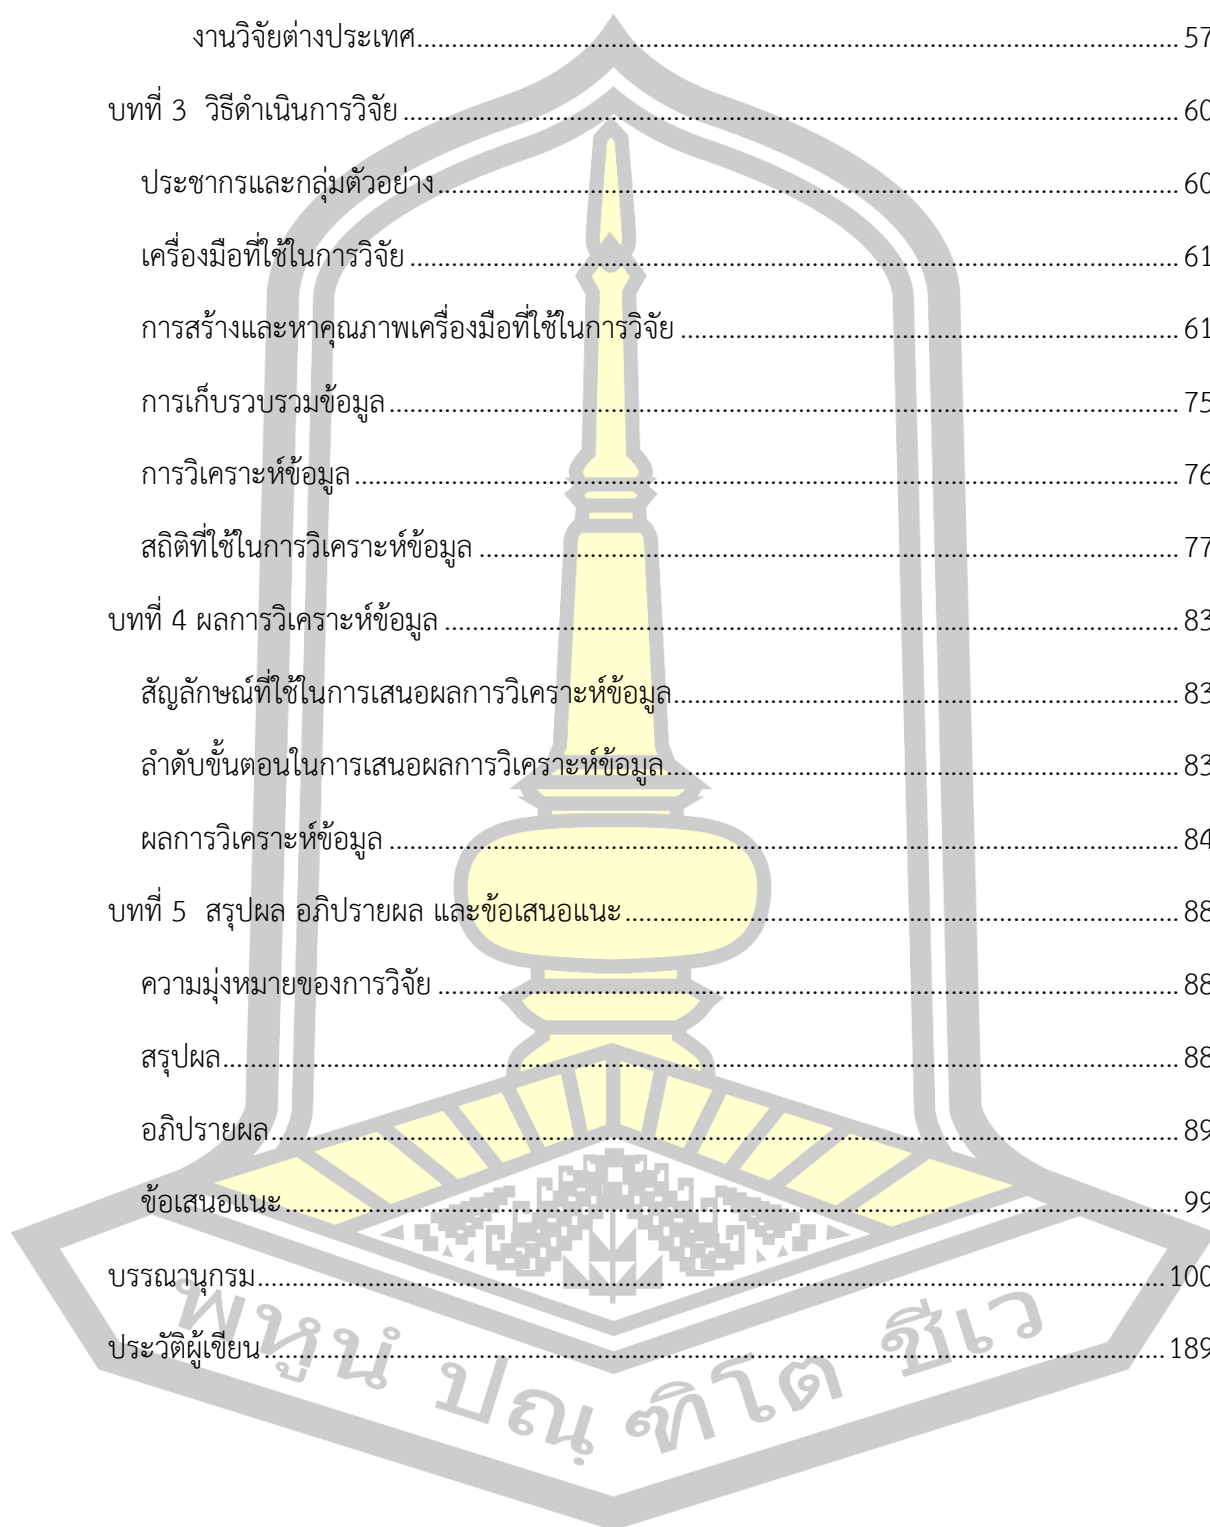 งานวิจัยต่างประเทศ.......................................................................................................... 57
บทที่ 3  วิธีดำเนินการวิจัย ........................................................................................................... 60
ประชากรและกลุ่มตัวอย่าง ....................................................................................................... 60
เครื่องมือที่ใช้ในการวิจัย ........................................................................................................... 61
การสร้างและหาคุณภาพเครื่องมือที่ใช้ในการวิจัย ..................................................................... 61
การเก็บรวบรวมข้อมูล .............................................................................................................. 75
การวิเคราะห์ข้อมูล ................................................................................................................... 76
สถิติที่ใช้ในการวิเคราะห์ข้อมูล .................................................................................................. 77
บทที่ 4 ผลการวิเคราะห์ข้อมูล ...................................................................................................... 83
สัญลักษณ์ที่ใช้ในการเสนอผลการวิเคราะห์ข้อมูล...................................................................... 83
ลำดับขั้นตอนในการเสนอผลการวิเคราะห์ข้อมูล....................................................................... 83
ผลการวิเคราะห์ข้อมูล .............................................................................................................. 84
บทที่ 5  สรุปผล อภิปรายผล และข้อเสนอแนะ ............................................................................. 88
ความมุ่งหมายของการวิจัย ....................................................................................................... 88
สรุปผล..................................................................................................................................... 88
อภิปรายผล.............................................................................................................................. 89
ข้อเสนอแนะ ............................................................................................................................ 99
บรรณานุกรม................................................................................................................................ 100
ประวัติผู้เขียน............................................................................................................................... 189
พหูนํ ปณฺฑิโต ชีเว